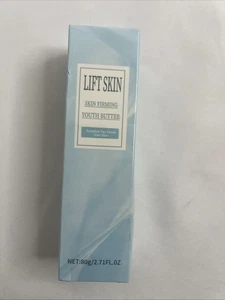 LIFT SKIN
SKIN FIRMING
YOUTH BUTTER
NET:80g/2.71FL.OZ